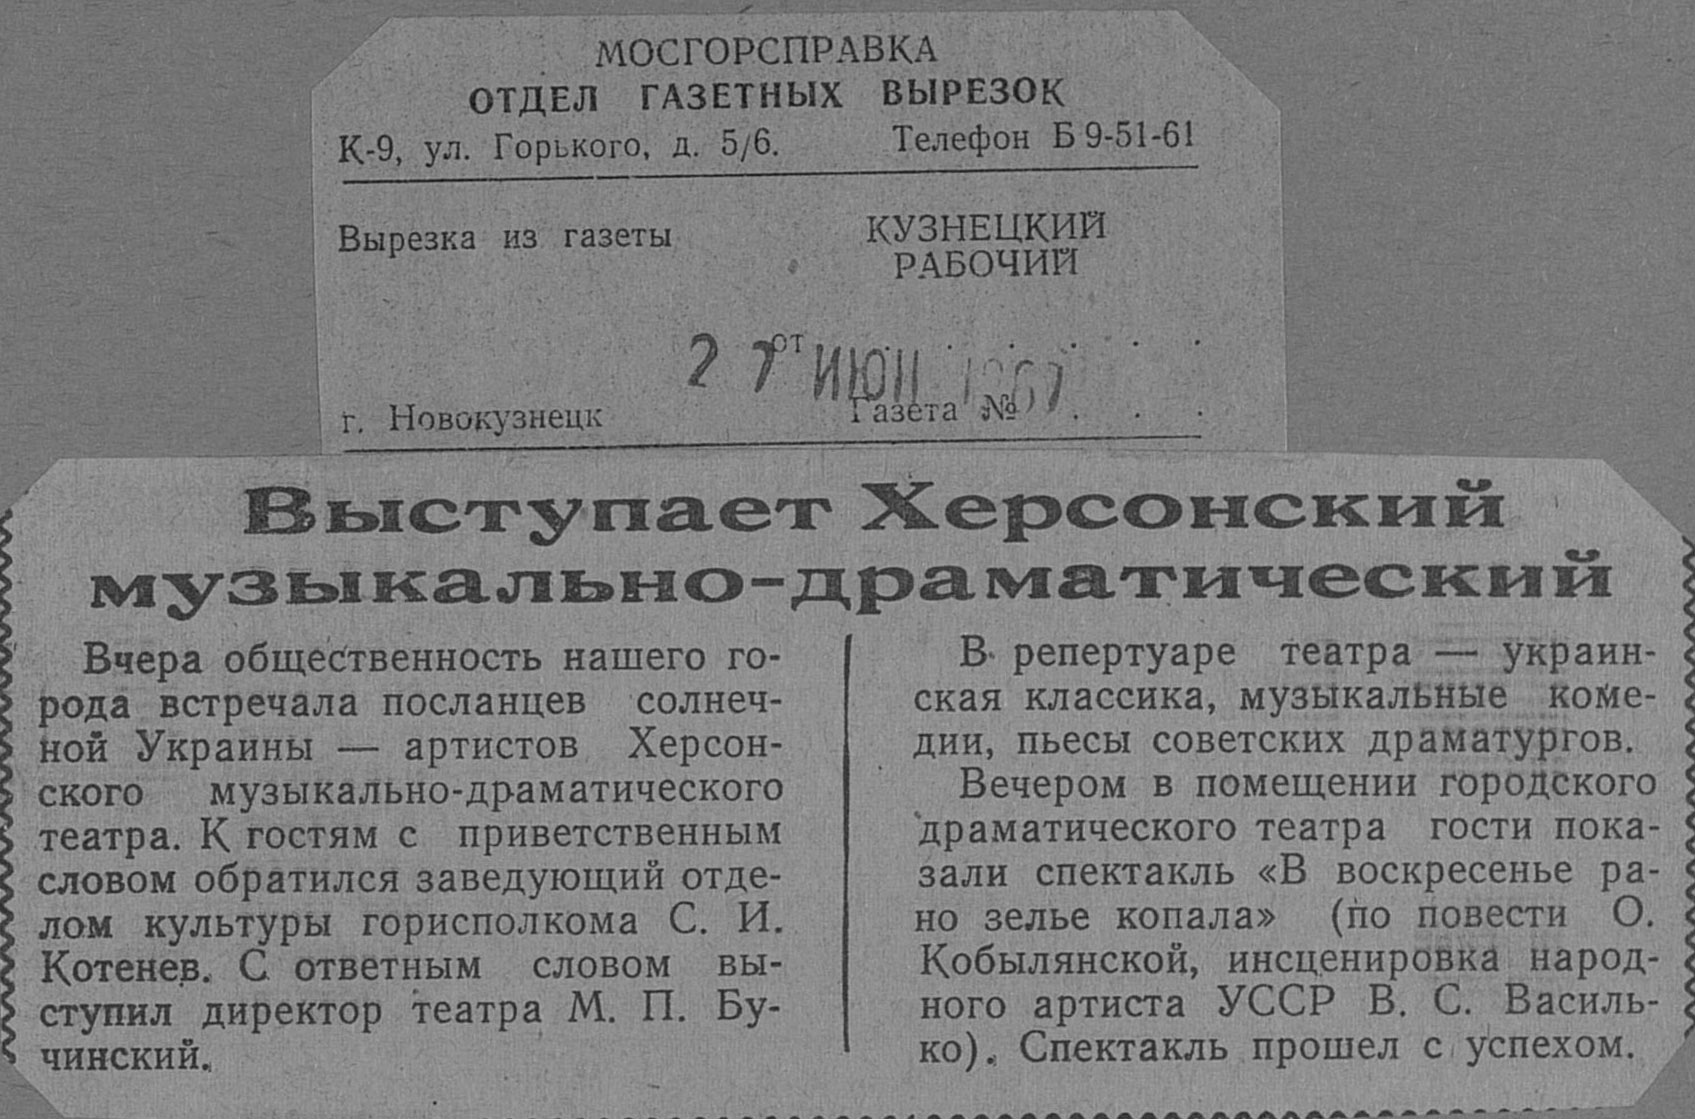 МОСГОРСПРАВКА
ОТДЕЛ ГАЗЕТНЫХ ВЫРЕЗОК
К-9, ул. Горького, д. 5/6. Телефон Б 9-51-61
Вырезка из газеты
КУЗНЕЦКИЙ
РАБОЧИЙ
от
2 7 ИЮН 1967
г. Новокузнецк
Газета №
Выступает Херсонский
музыкально-драматический
Вчера общественность нашего го-
рода встречала посланцев солнеч-
ной Украины — артистов Херсон-
ского музыкально-драматического
театра. К гостям с приветственным
словом обратился заведующий отде-
лом культуры горисполкома С. И.
Котенев. С ответным словом вы-
ступил директор театра М. П. Бу-
чинский.
В репертуаре театра — украин-
ская классика, музыкальные коме-
дии, пьесы советских драматургов.
Вечером в помещении городского
драматического театра гости пока-
зали спектакль «В воскресенье ра-
но зелье копала» (по повести О.
Кобылянской, инсценировка народ-
ного артиста УССР В. С. Василь-
ко). Спектакль прошел с успехом.